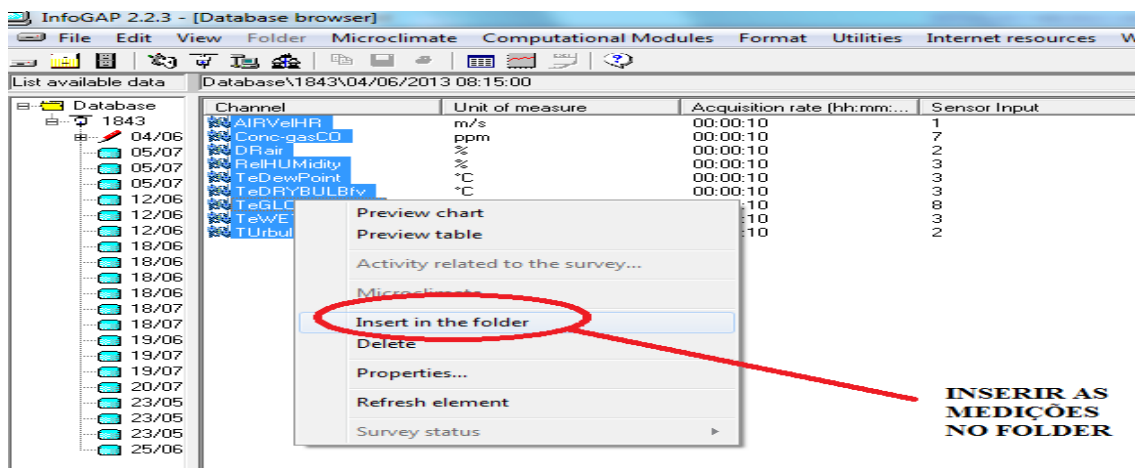 InfoGAP 2.2.3 - [Database browser]
File Edit View Folder Microclimate Computational Modules Format Utilities Internet resources W
List available data Database\1843\04/06/2013 08:15:00
Database
1843
04/06
05/07
05/07
05/07
12/06
12/06
12/06
18/06
18/06
18/06
18/06
18/07
18/07
19/06
19/07
19/07
20/07
23/05
23/05
23/05
25/06
Channel Unit of measure Acquisition rate (hh:mm:... Sensor Input
AIRVelHR m/s 00:00:10 1
Conc-gasCO ppm 00:00:10 7
DRair % 00:00:10 2
RelHUMidity % 00:00:10 3
TeDewPoint °C 00:00:10 3
TeDRYBULBfv °C 00:00:10 3
TeGLO :10 8
TeWET :10 3
TUrbul :10 2
Preview chart
Preview table
Activity related to the survey...
Microclimate
Insert in the folder
Delete
Properties...
Refresh element
Survey status
INSERIR AS
MEDIÇÕES
NO FOLDER